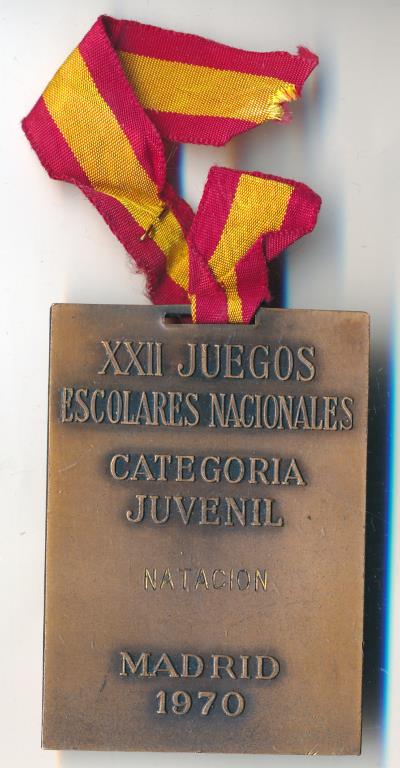 XXII JUEGOS
ESCOLARES NACIONALES
CATEGORIA
JUVENIL
NATACION
MADRID
1970